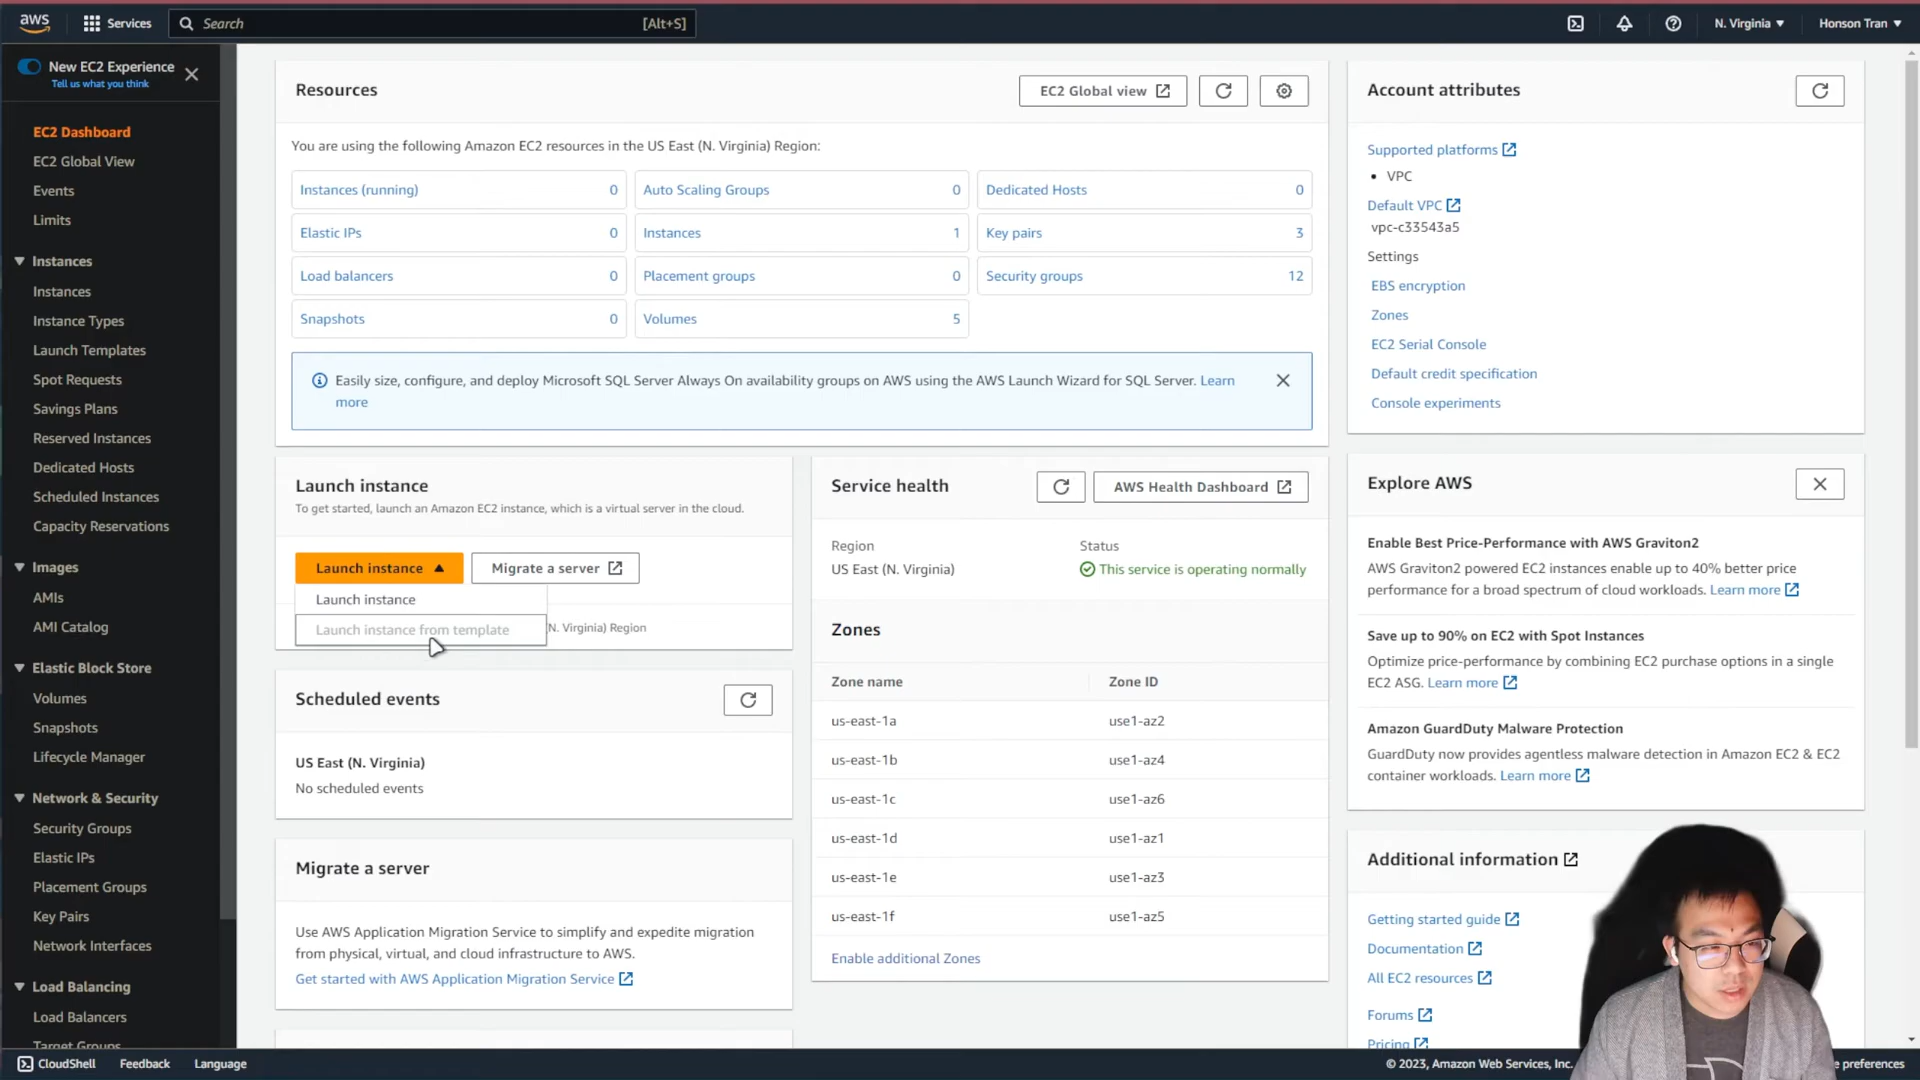 aws
Services
Search
[Alt+S]
N. Virginia
Honson Tran
New EC2 Experience
Tell us what you think
EC2 Dashboard
EC2 Global View
Events
Limits
Instances
Instances
Instance Types
Launch Templates
Spot Requests
Savings Plans
Reserved Instances
Dedicated Hosts
Scheduled Instances
Capacity Reservations
Images
AMIs
AMI Catalog
Elastic Block Store
Volumes
Snapshots
Lifecycle Manager
Network & Security
Security Groups
Elastic IPs
Placement Groups
Key Pairs
Network Interfaces
Load Balancing
Load Balancers
Target Groups
Resources
EC2 Global view
You are using the following Amazon EC2 resources in the US East (N. Virginia) Region:
Instances (running) 0
Auto Scaling Groups 0
Dedicated Hosts 0
Elastic IPs 0
Instances 1
Key pairs 3
Load balancers 0
Placement groups 0
Security groups 12
Snapshots 0
Volumes 5
Easily size, configure, and deploy Microsoft SQL Server Always On availability groups on AWS using the AWS Launch Wizard for SQL Server. Learn
more
Launch instance
To get started, launch an Amazon EC2 instance, which is a virtual server in the cloud.
Launch instance
Migrate a server
Launch instance
Launch instance from template
N. Virginia) Region
Scheduled events
US East (N. Virginia)
No scheduled events
Migrate a server
Use AWS Application Migration Service to simplify and expedite migration
from physical, virtual, and cloud infrastructure to AWS.
Get started with AWS Application Migration Service
Service health
AWS Health Dashboard
Region
Status
US East (N. Virginia)
This service is operating normally
Zones
Zone name
Zone ID
us-east-1a
use1-az2
us-east-1b
use1-az4
us-east-1c
use1-az6
us-east-1d
use1-az1
us-east-1e
use1-az3
us-east-1f
use1-az5
Enable additional Zones
Account attributes
Supported platforms
• VPC
Default VPC
vpc-c33543a5
Settings
EBS encryption
Zones
EC2 Serial Console
Default credit specification
Console experiments
Explore AWS
Enable Best Price-Performance with AWS Graviton2
AWS Graviton2 powered EC2 instances enable up to 40% better price
performance for a broad spectrum of cloud workloads. Learn more
Save up to 90% on EC2 with Spot Instances
Optimize price-performance by combining EC2 purchase options in a single
EC2 ASG. Learn more
Amazon GuardDuty Malware Protection
GuardDuty now provides agentless malware detection in Amazon EC2 & EC2
container workloads. Learn more
Additional information
Getting started guide
Documentation
All EC2 resources
Forums
Pricing
CloudShell
Feedback
Language
© 2023, Amazon Web Services, Inc.
preferences